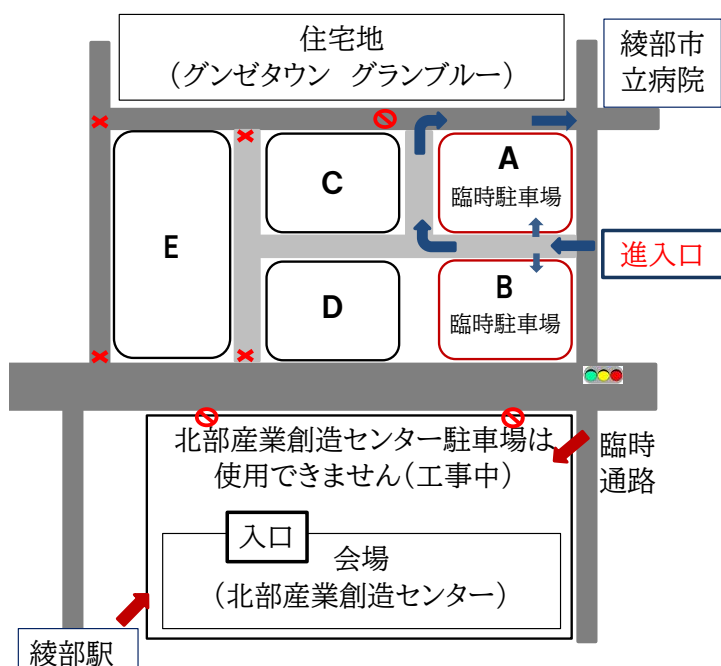 住宅地
（グンゼタウン　グランブルー）
綾部市
立病院
A
臨時駐車場
C
E
進入口
B
臨時駐車場
D
北部産業創造センター駐車場は
使用できません（工事中）
臨時
通路
入口
会場
（北部産業創造センター）
綾部駅